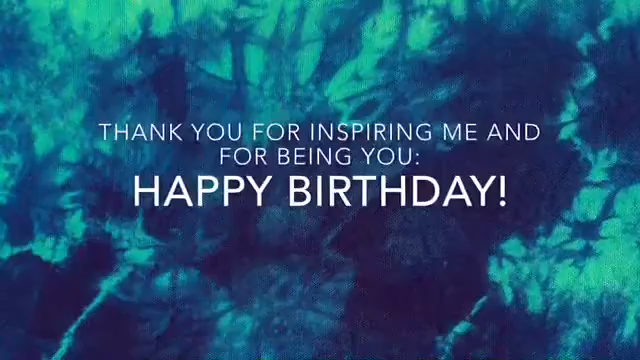 THANK YOU FOR INSPIRING ME AND
FOR BEING YOU:
HAPPY BIRTHDAY!